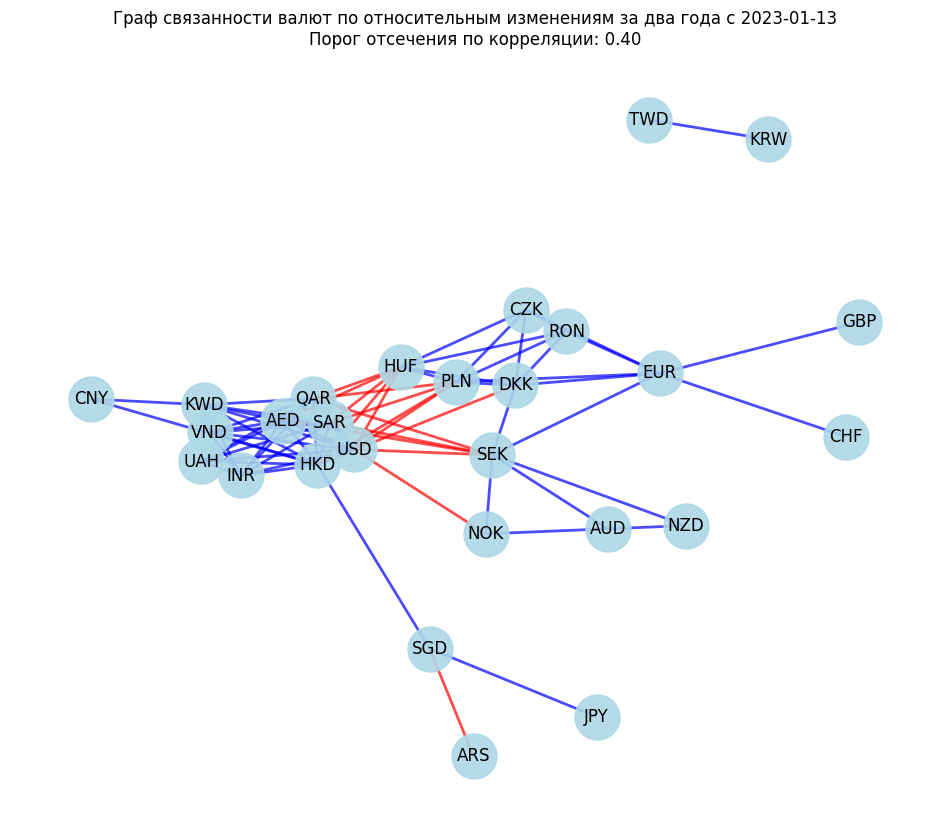 Граф связанности валют по относительным изменениям за два года с 2023-01-13
Порог отсечения по корреляции: 0.40
TWD
KRW
CZK
GBP
RON
HUF
EUR
PLN
DKK
CNY
QAR
KWD
AED
SAR
VND
CHF
USD
SEK
UAH
HKD
INR
NZD
AUD
NOK
SGD
JPY
ARS